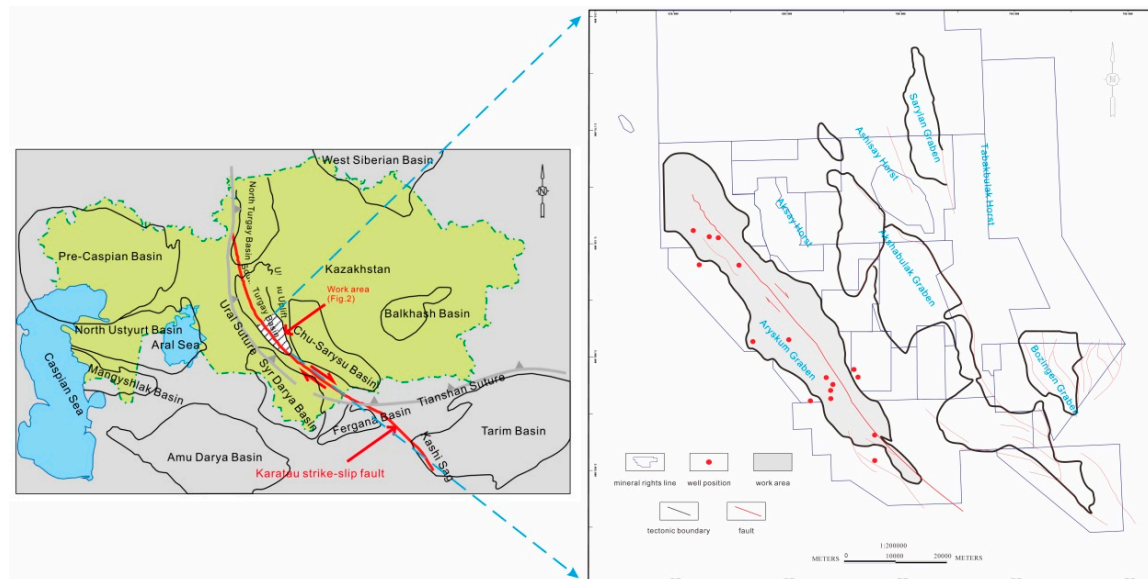 West Siberian Basin
North Turgay Basin
Pre-Caspian Basin
Kazakhstan
Uplift
Work area
(Fig.2)
Turgay Basin
Balkhash Basin
North Ustyurt Basin
Aral Sea
Ural Suture
Chu-Sarysu Basin
Caspian Sea
Mangyshlak Basin
Syr Darya Basin
Tianshan Suture
Fergana Basin
Tarim Basin
Amu Darya Basin
Kashi Sag
Karatau strike-slip fault
N
Sarylan Graben
Ashisay Horst
Tabakbulak Horst
Aksay Horst
Akshabulak Graben
Aryskum Graben
Bozingen Graben
mineral rights line
well position
work area
tectonic boundary
fault
1:200000
METERS 0 10000 20000 METERS